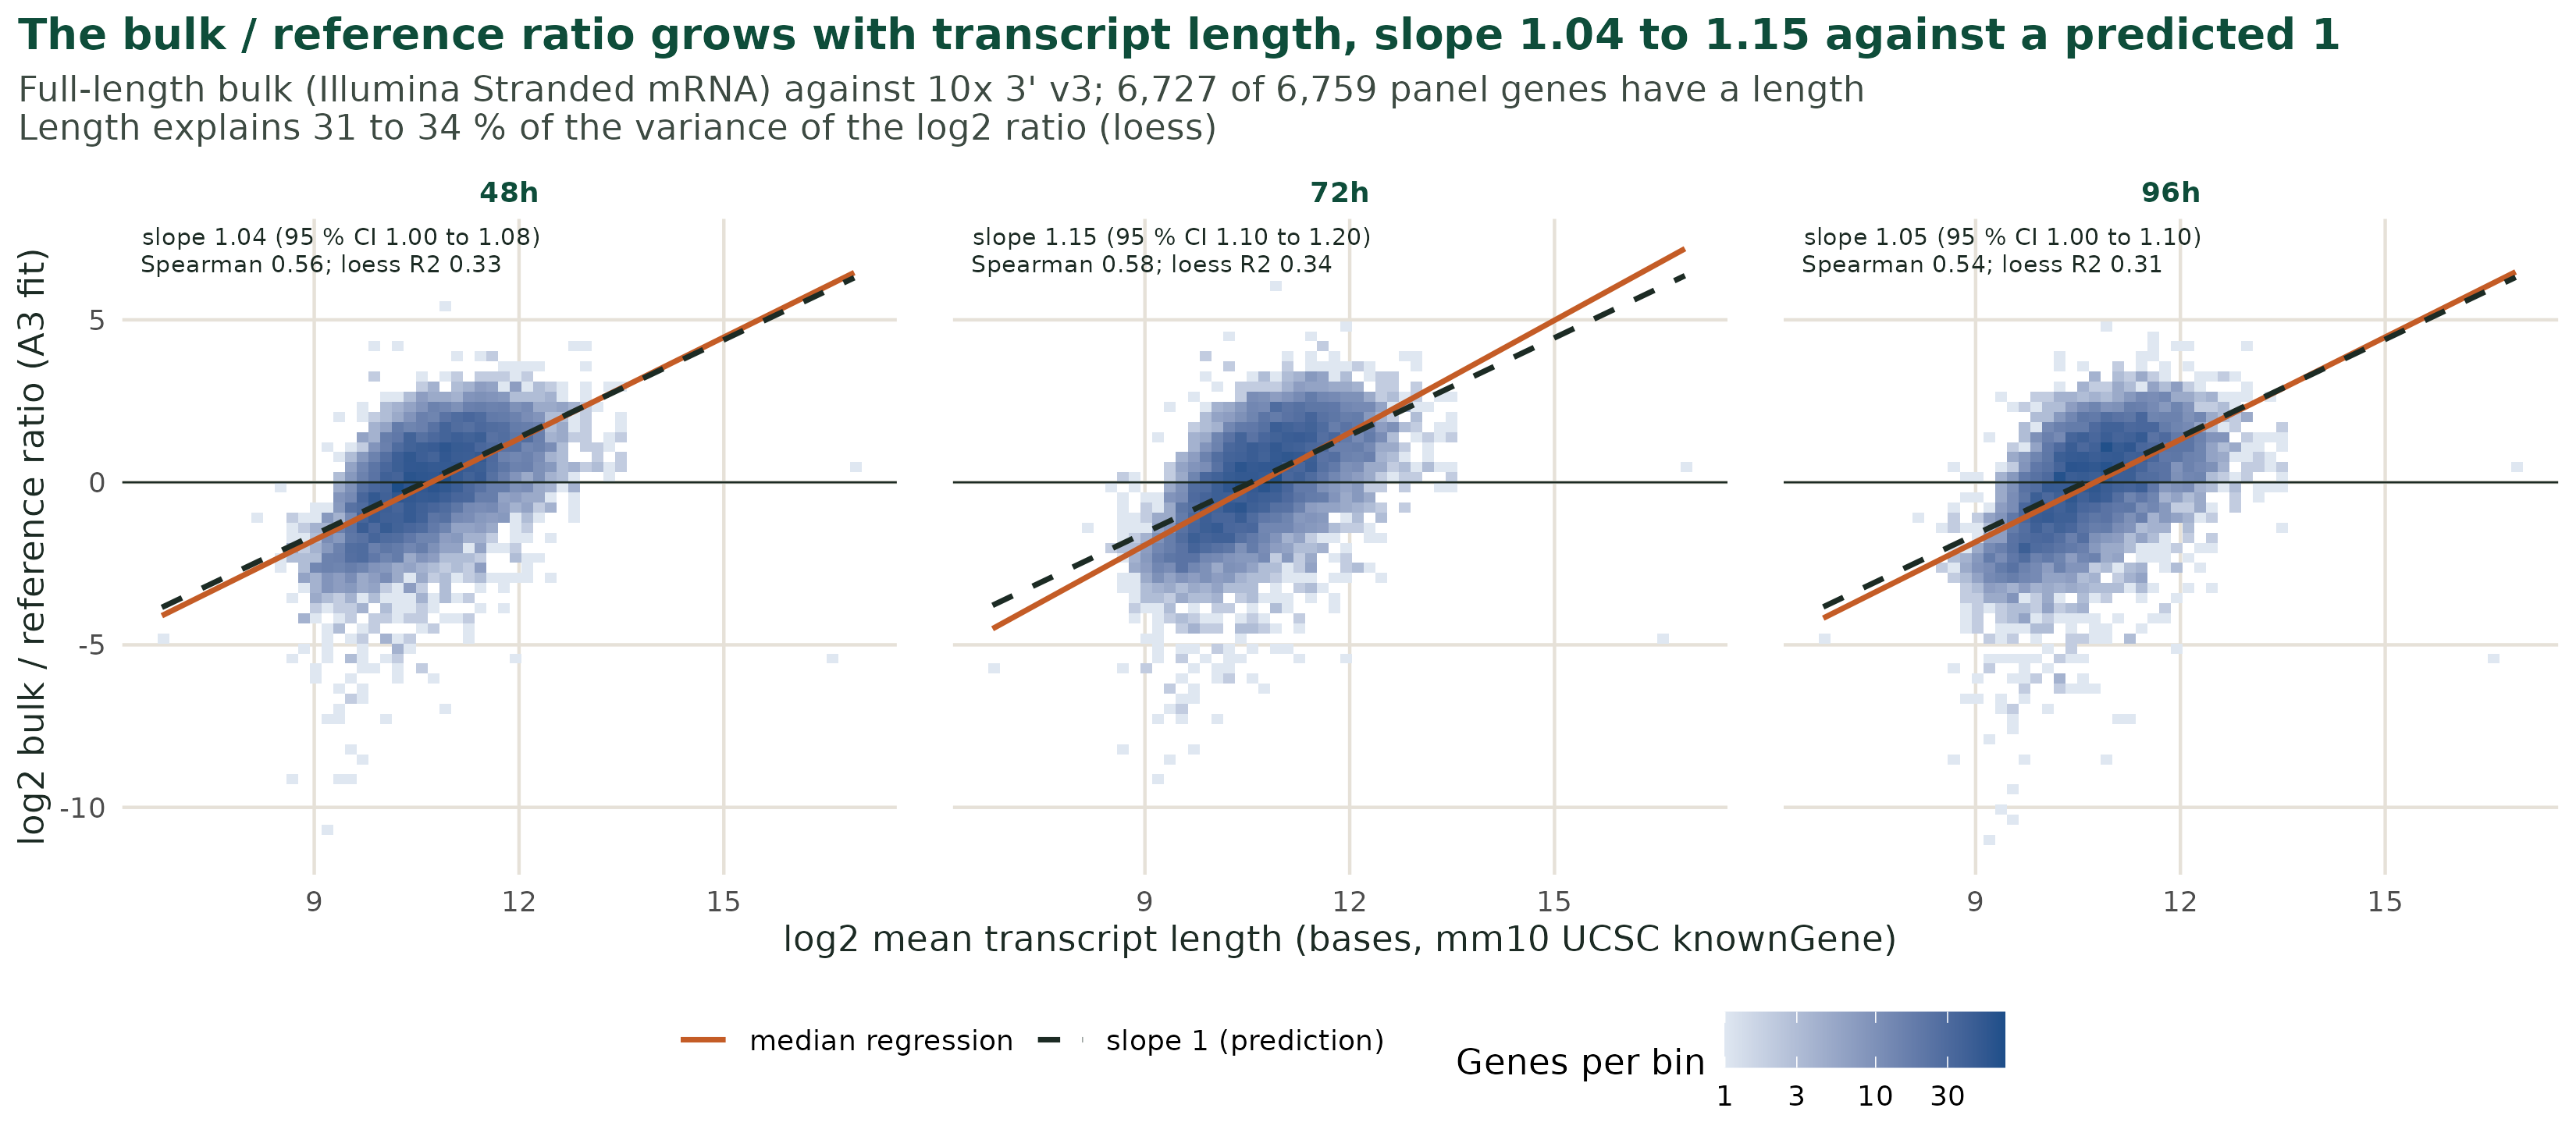 The bulk / reference ratio grows with transcript length, slope 1.04 to 1.15 against a predicted 1
Full-length bulk (Illumina Stranded mRNA) against 10x 3' v3; 6,727 of 6,759 panel genes have a length
Length explains 31 to 34 % of the variance of the log2 ratio (loess)
48h
72h
96h
slope 1.04 (95 % CI 1.00 to 1.08)
Spearman 0.56; loess R2 0.33
slope 1.15 (95 % CI 1.10 to 1.20)
Spearman 0.58; loess R2 0.34
slope 1.05 (95 % CI 1.00 to 1.10)
Spearman 0.54; loess R2 0.31
log2 bulk / reference ratio (A3 fit)
5
0
-5
-10
9
12
15
9
12
15
9
12
15
log2 mean transcript length (bases, mm10 UCSC knownGene)
median regression
slope 1 (prediction)
Genes per bin
1
3
10
30